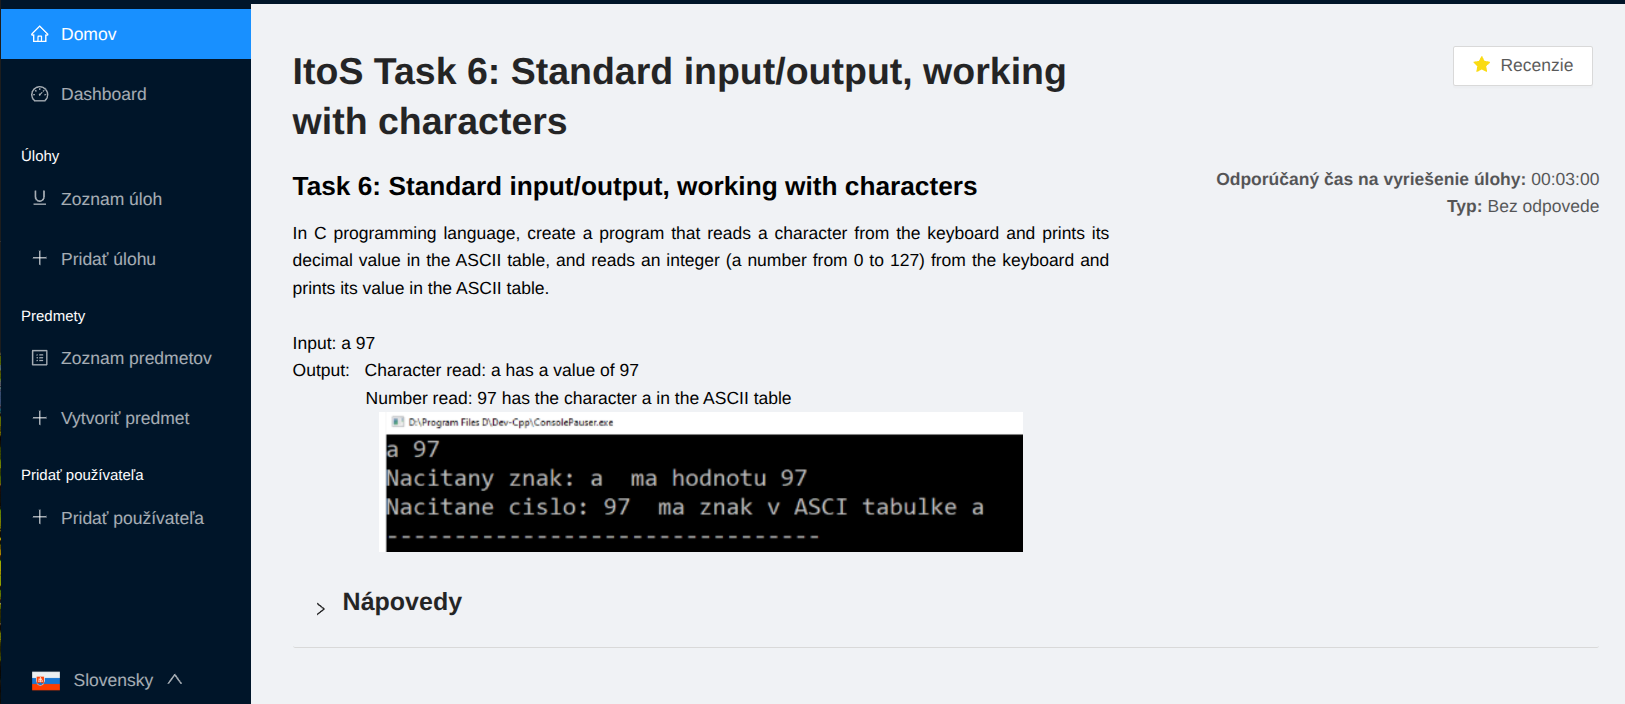 Domov
Dashboard
Úlohy
Zoznam úloh
Pridať úlohu
Predmety
Zoznam predmetov
Vytvoriť predmet
Pridať používateľa
Pridať používateľa
Slovensky
ItoS Task 6: Standard input/output, working
with characters
Recenzie
Task 6: Standard input/output, working with characters
Odporúčaný čas na vyriešenie úlohy: 00:03:00
Typ: Bez odpovede
In C programming language, create a program that reads a character from the keyboard and prints its
decimal value in the ASCII table, and reads an integer (a number from 0 to 127) from the keyboard and
prints its value in the ASCII table.
Input: a 97
Output: Character read: a has a value of 97
Number read: 97 has the character a in the ASCII table
D:\Program Files D\Dev-Cpp\ConsolePauser.exe
a 97
Nacitany znak: a  ma hodnotu 97
Nacitane cislo: 97  ma znak v ASCI tabulke a
--------------------------------
Nápovedy